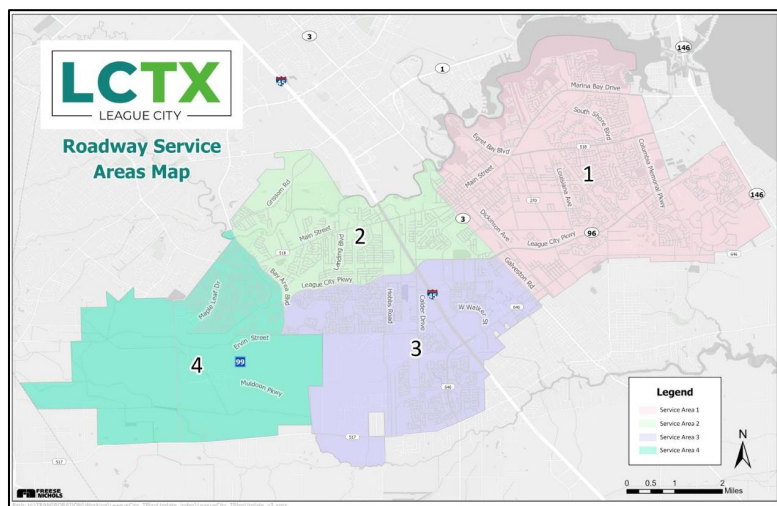 LCTX
LEAGUE CITY
Roadway Service
Areas Map
3
45
1
146
Marina Bay Drive
South Shore Blvd
Egret Bay Blvd
518
Main Street
Columbia Memorial Pkwy
1
Louisiana Ave
270
146
Grissom Rd
3
Dickinson Ave
96
League City Pkwy
646
Main Street
2
Landing Blvd
518
Galveston Rd
Bay Area Blvd
League City Pkwy
45
Maple Leaf Dr
Hobbs Road
Calder Drive
W Walker St
646
Ervin Street
3
4
99
Muldoon Pkwy
646
517
517
Legend
Service Area 1
Service Area 2
Service Area 3
Service Area 4
N
0 0.5 1 2
Miles
FREESE
NICHOLS